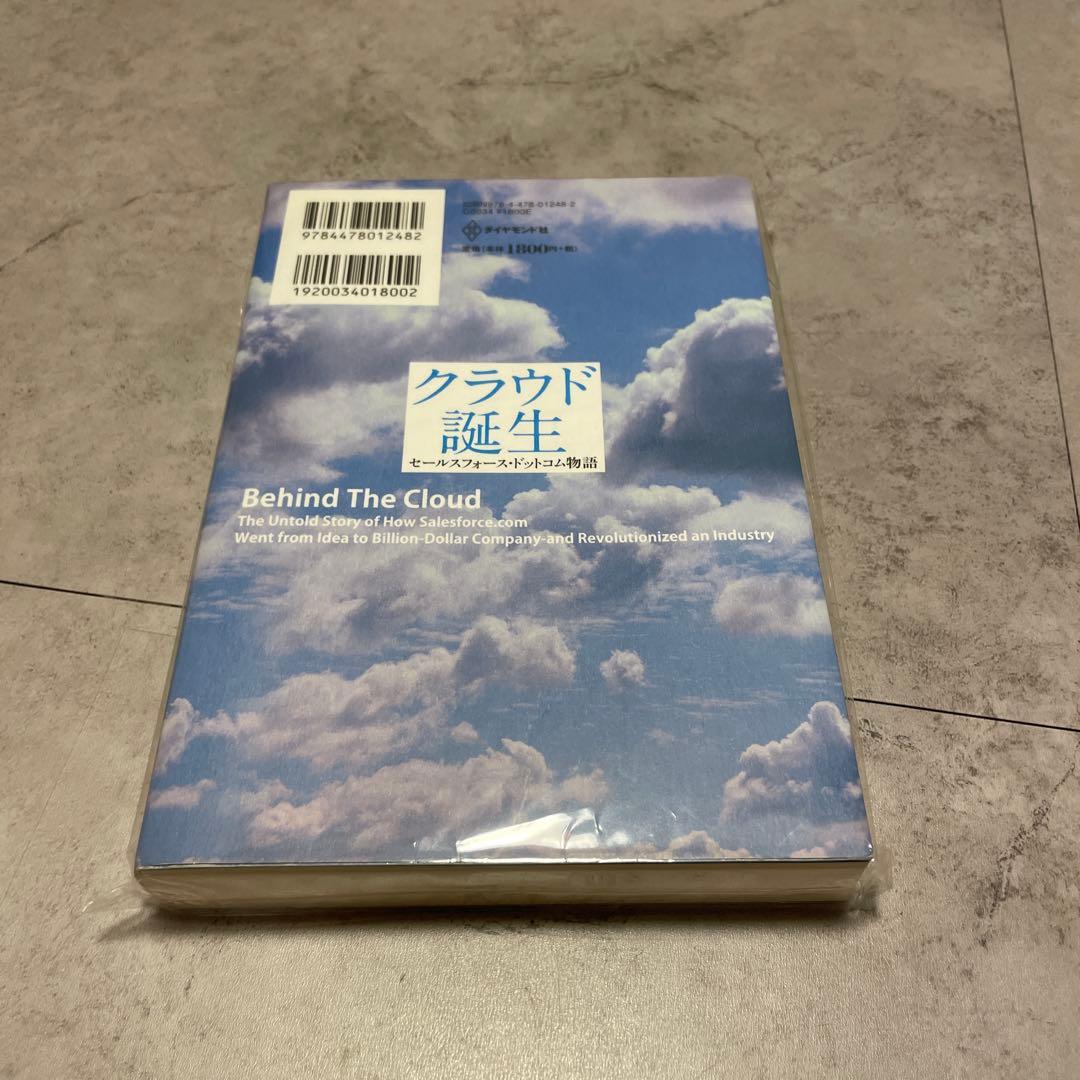 9784478012482
1920034018002
ISBN978-4-478-01248-2
C0034 ¥1800E
ダイヤモンド社
定価(本体1800円+税)
クラウド
誕生
セールスフォース・ドットコム物語
Behind The Cloud
The Untold Story of How Salesforce.com
Went from Idea to Billion-Dollar Company-and Revolutionized an Industry